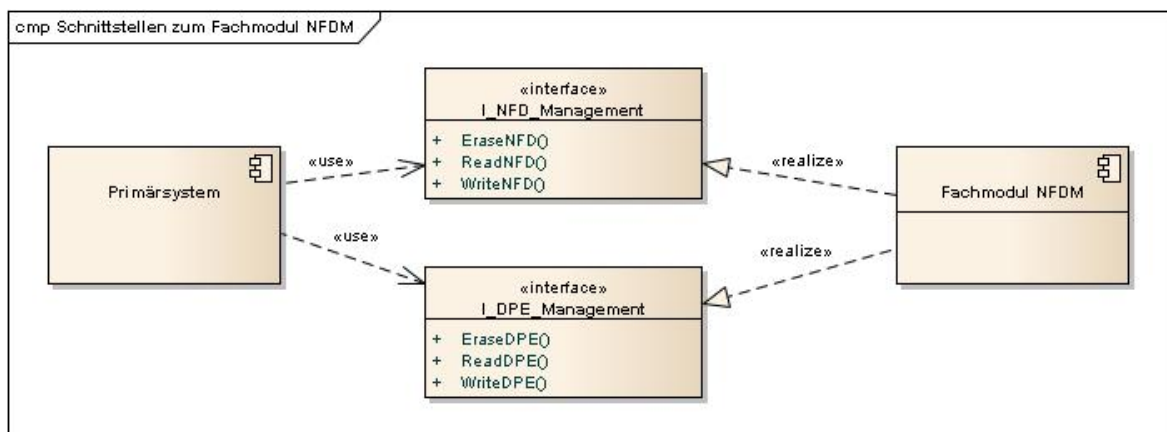 cmp Schnittstellen zum Fachmodul NFDM
«interface»
I_NFD_Management
+ EraseNFD()
+ ReadNFD()
+ WriteNFD()
Primärsystem
«use»
«use»
«realize»
«realize»
Fachmodul NFDM
«interface»
I_DPE_Management
+ EraseDPE()
+ ReadDPE()
+ WriteDPE()